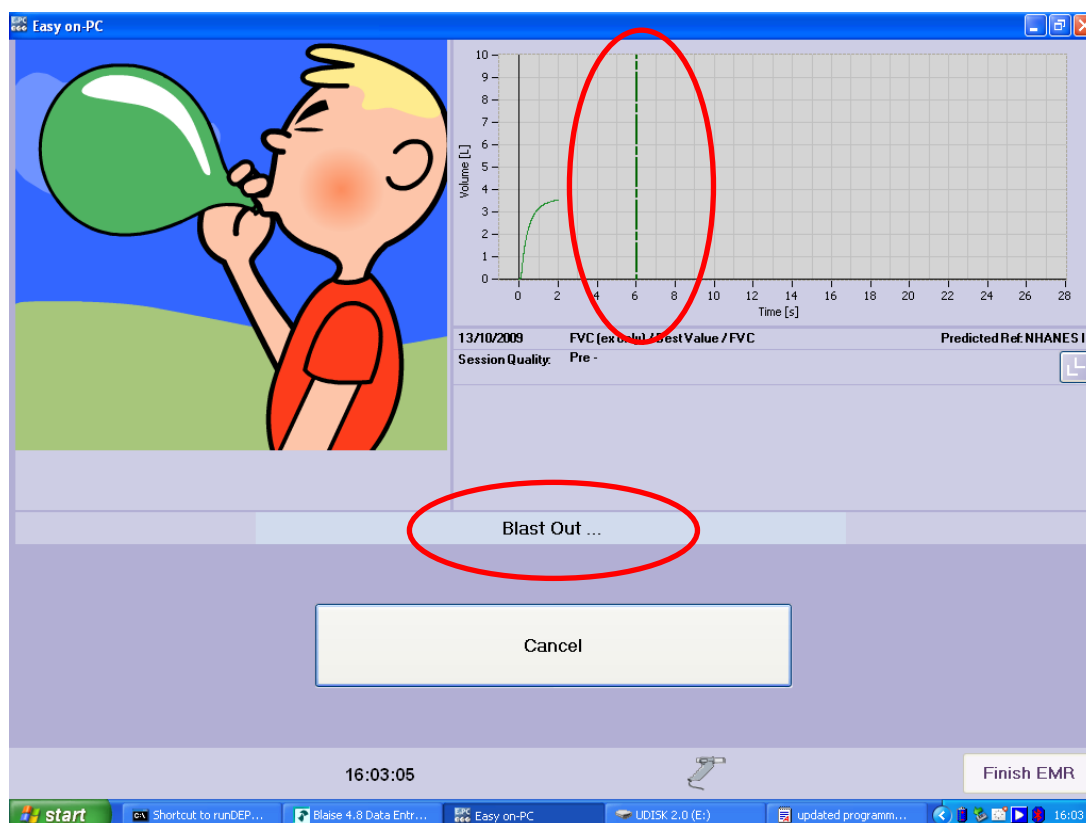 Easy on-PC
10
9
8
7
6
5
4
3
2
1
0
Volume [L]
0 2 4 6 8 10 12 14 16 18 20 22 24 26 28
Time [s]
13/10/2009 FVC (ex only) / Best Value / FVC Predicted Ref: NHANES I
Session Quality: Pre -
Blast Out ...
Cancel
16:03:05
Finish EMR
start Shortcut to runDEP... Blaise 4.8 Data Entr... Easy on-PC UDISK 2.0 (E:) updated programm... 16:03